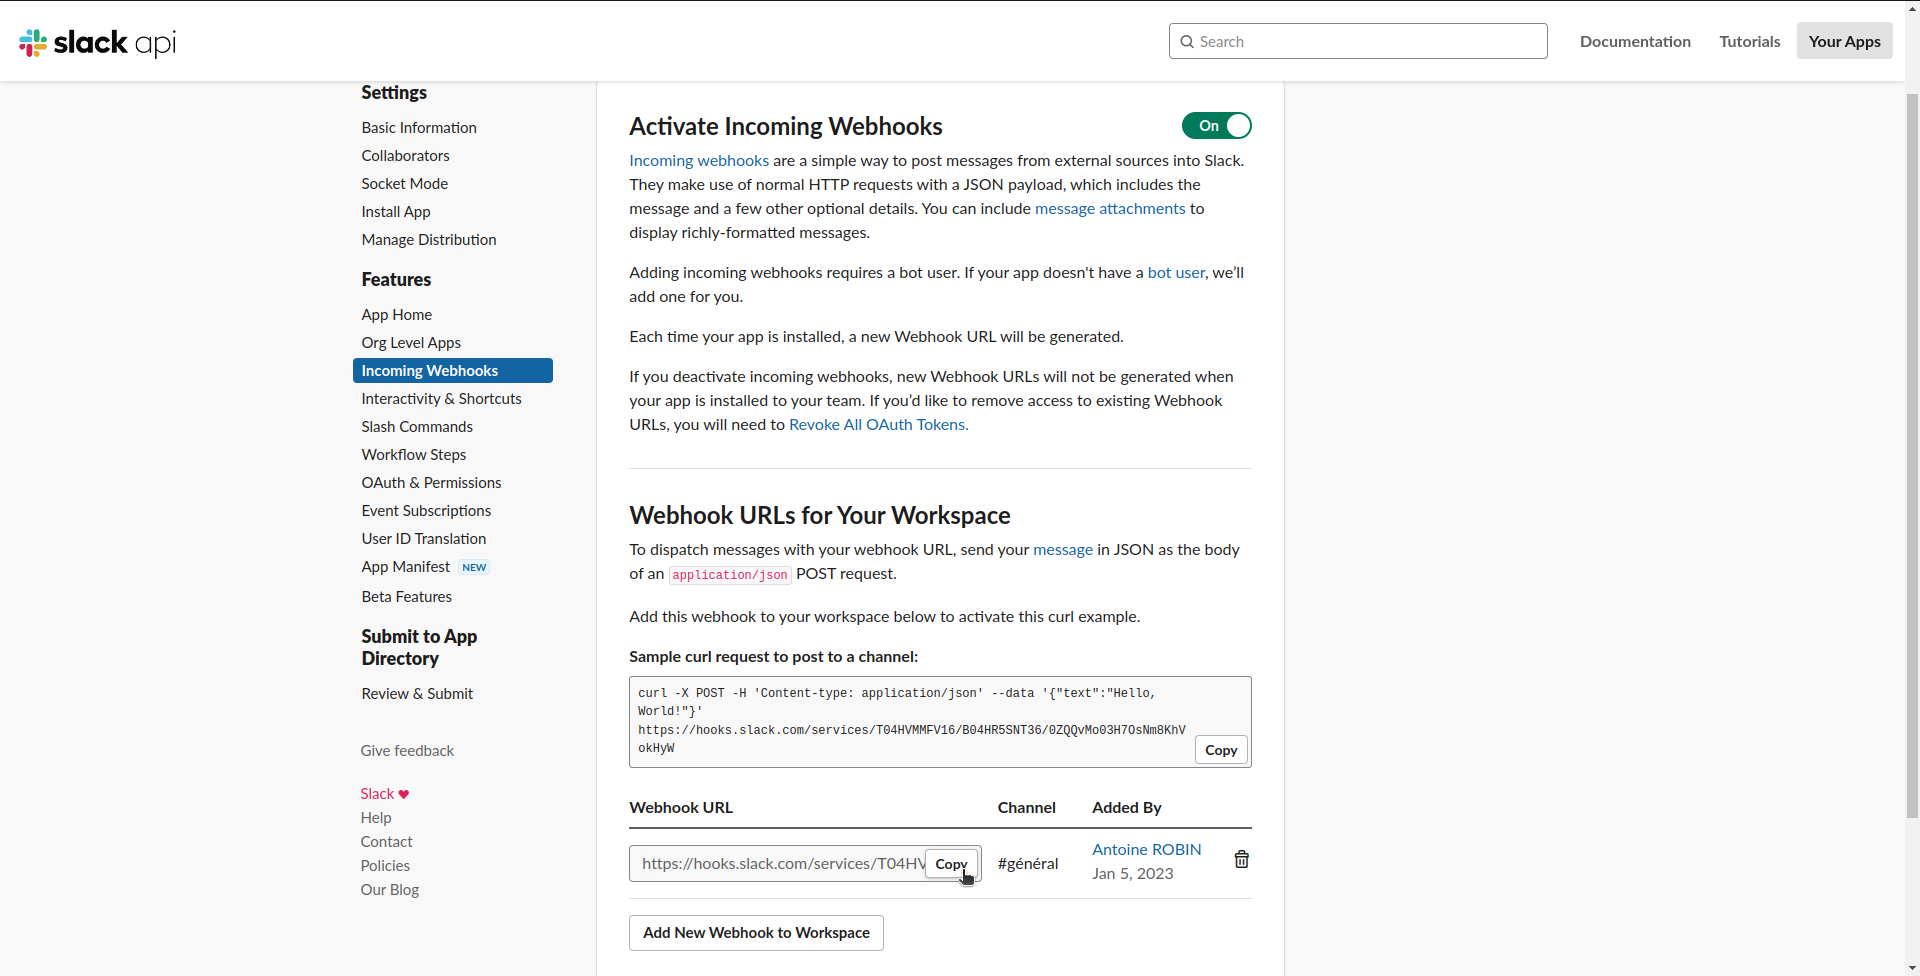 slack api
Search
Documentation
Tutorials
Your Apps
Settings
Basic Information
Collaborators
Socket Mode
Install App
Manage Distribution
Features
App Home
Org Level Apps
Incoming Webhooks
Interactivity & Shortcuts
Slash Commands
Workflow Steps
OAuth & Permissions
Event Subscriptions
User ID Translation
App Manifest NEW
Beta Features
Submit to App
Directory
Review & Submit
Give feedback
Slack ♥
Help
Contact
Policies
Our Blog
Activate Incoming Webhooks
On
Incoming webhooks are a simple way to post messages from external sources into Slack.
They make use of normal HTTP requests with a JSON payload, which includes the
message and a few other optional details. You can include message attachments to
display richly-formatted messages.
Adding incoming webhooks requires a bot user. If your app doesn't have a bot user, we’ll
add one for you.
Each time your app is installed, a new Webhook URL will be generated.
If you deactivate incoming webhooks, new Webhook URLs will not be generated when
your app is installed to your team. If you’d like to remove access to existing Webhook
URLs, you will need to Revoke All OAuth Tokens.
Webhook URLs for Your Workspace
To dispatch messages with your webhook URL, send your message in JSON as the body
of an application/json POST request.
Add this webhook to your workspace below to activate this curl example.
Sample curl request to post to a channel:
curl -X POST -H 'Content-type: application/json' --data '{"text":"Hello,
World!"}'
https://hooks.slack.com/services/T04HVMMFV16/B04HR5SNT36/0ZQQvMo03H7OsNm8KhV
okHyW
Copy
Webhook URL
Channel
Added By
https://hooks.slack.com/services/T04HV
Copy
#général
Antoine ROBIN
Jan 5, 2023
Add New Webhook to Workspace